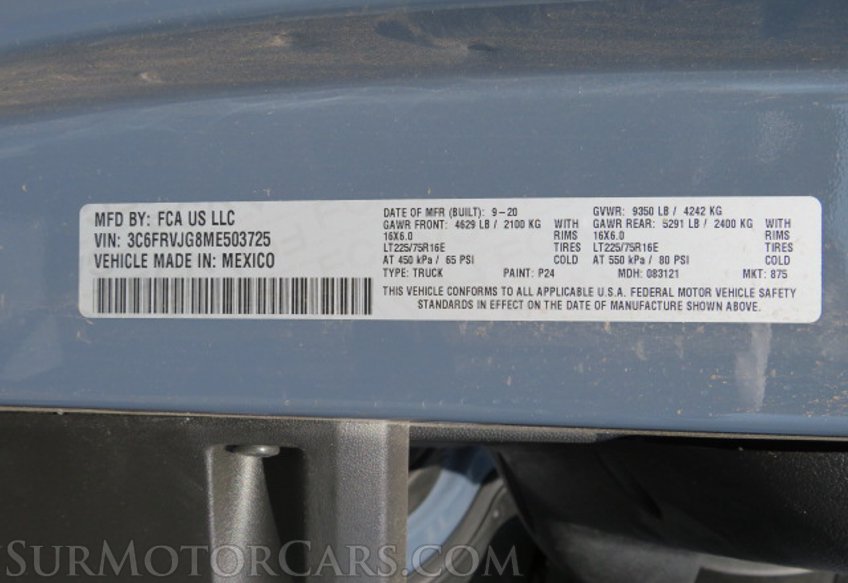 MFD BY: FCA US LLC
VIN: 3C6FRVJG8ME503725
VEHICLE MADE IN: MEXICO
DATE OF MFR (BUILT): 9-20
GAWR FRONT: 4629 LB / 2100 KG WITH
16X6.0 RIMS
LT225/75R16E TIRES
AT 450 kPa / 65 PSI COLD
TYPE: TRUCK PAINT: P24
GVWR: 9350 LB / 4242 KG
GAWR REAR: 5291 LB / 2400 KG WITH
16X6.0 RIMS
LT225/75R16E TIRES
AT 550 kPa / 80 PSI COLD
MDH: 083121 MKT: 875
THIS VEHICLE CONFORMS TO ALL APPLICABLE U.S.A. FEDERAL MOTOR VEHICLE SAFETY
STANDARDS IN EFFECT ON THE DATE OF MANUFACTURE SHOWN ABOVE.
SURMOTORCARS.COM